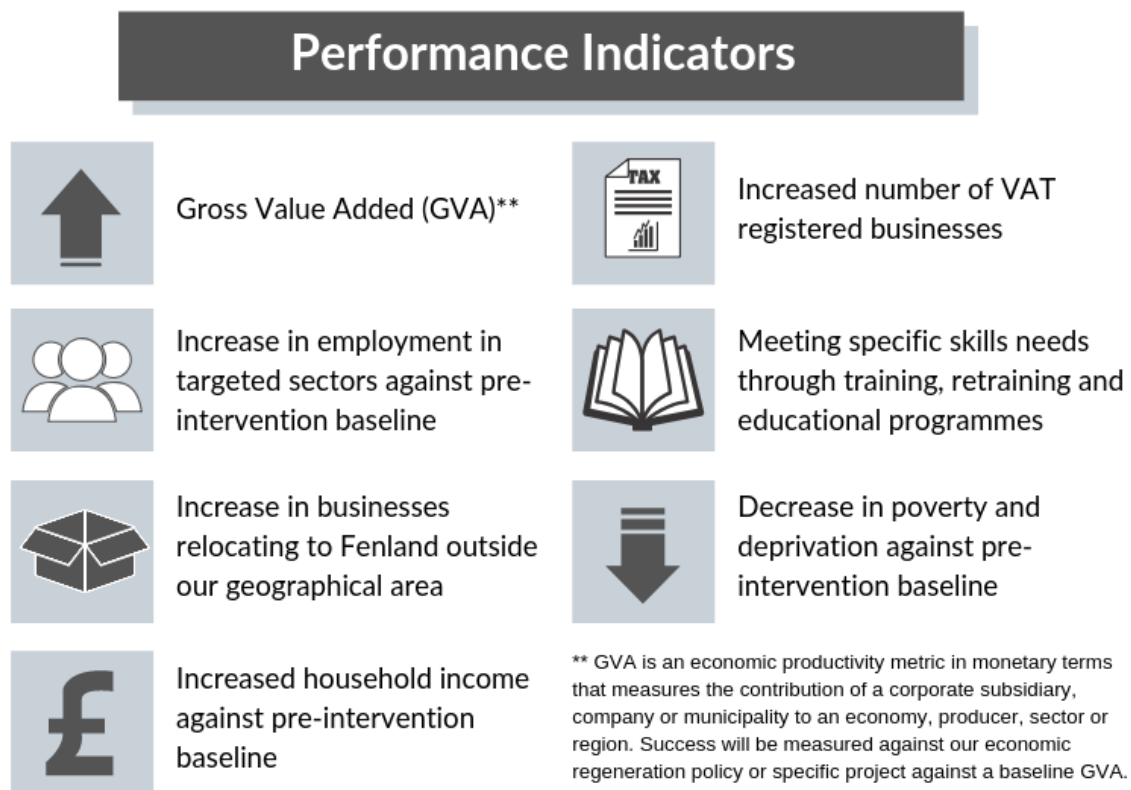 Performance Indicators
Gross Value Added (GVA)**
TAX
Increased number of VAT
registered businesses
Increase in employment in
targeted sectors against pre-
intervention baseline
Meeting specific skills needs
through training, retraining and
educational programmes
Increase in businesses
relocating to Fenland outside
our geographical area
Decrease in poverty and
deprivation against pre-
intervention baseline
Increased household income
against pre-intervention
baseline
£
** GVA is an economic productivity metric in monetary terms
that measures the contribution of a corporate subsidiary,
company or municipality to an economy, producer, sector or
region. Success will be measured against our economic
regeneration policy or specific project against a baseline GVA.